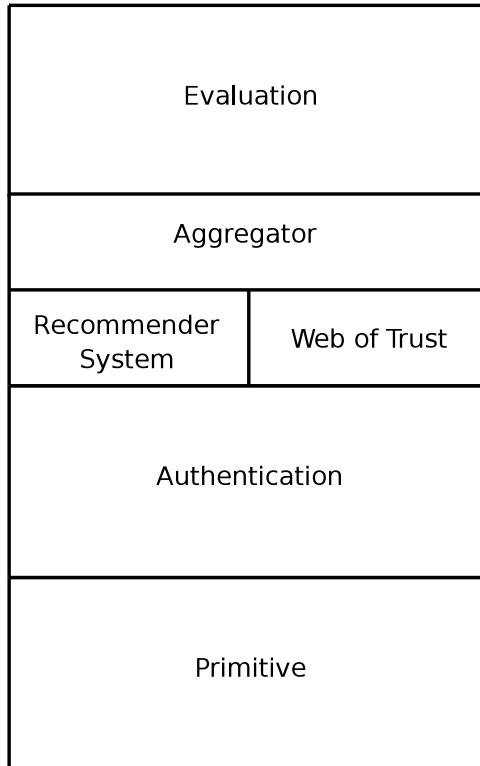 Evaluation
Aggregator
Recommender
System
Web of Trust
Authentication
Primitive